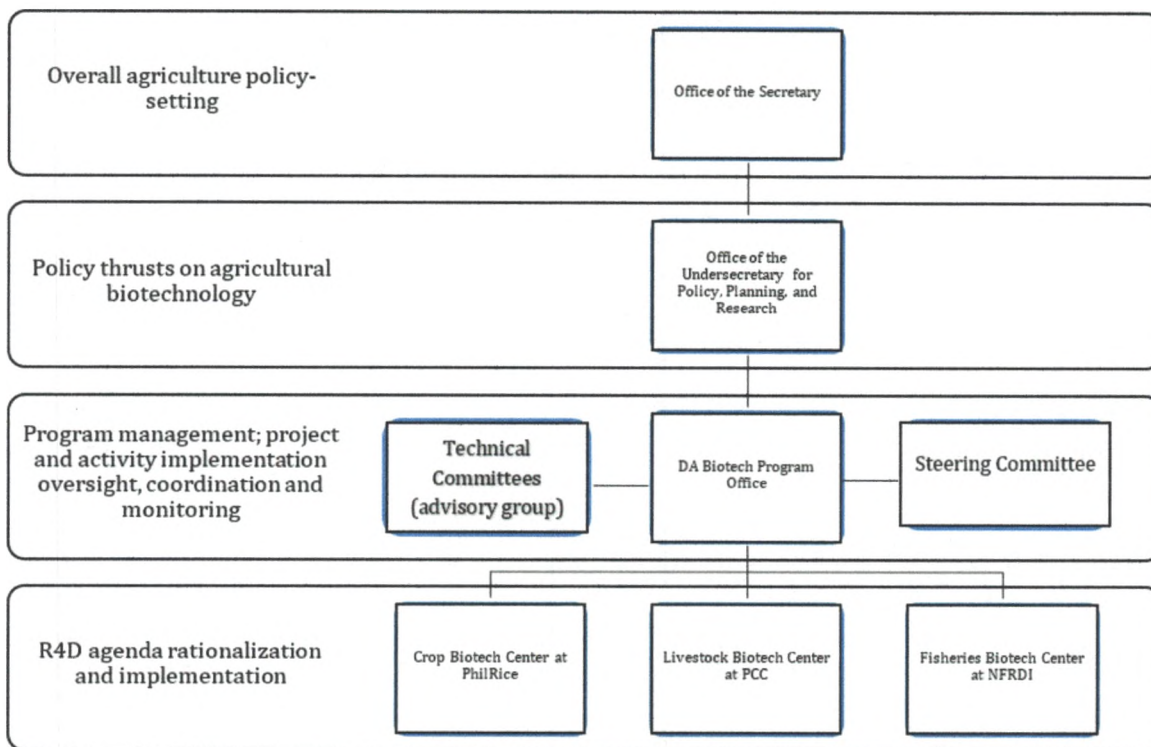 Overall agriculture policy-
setting
Office of the Secretary
Policy thrusts on agricultural
biotechnology
Office of the
Undersecretary for
Policy, Planning, and
Research
Program management; project
and activity implementation
oversight, coordination and
monitoring
Technical
Committees
(advisory group)
DA Biotech Program
Office
Steering Committee
R4D agenda rationalization
and implementation
Crop Biotech Center at
PhilRice
Livestock Biotech Center
at PCC
Fisheries Biotech Center
at NFRDI